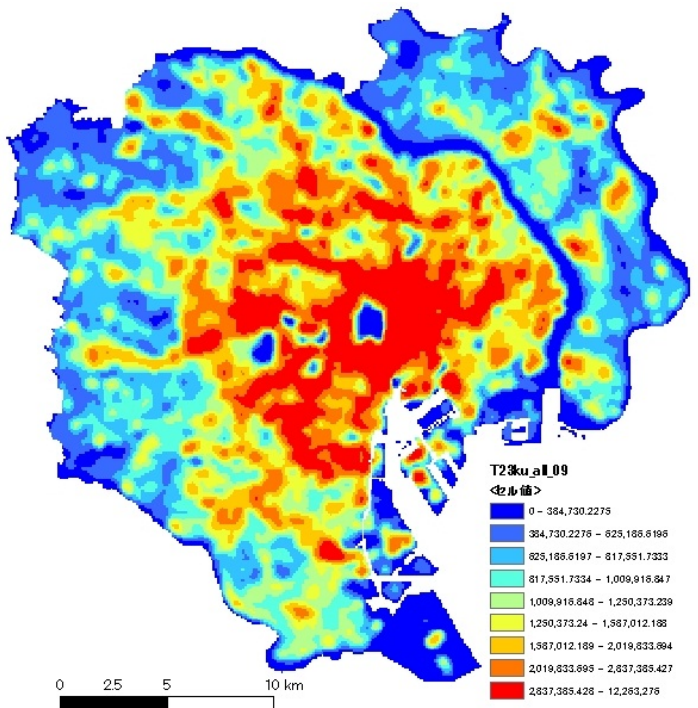 T23ku_all_09
<セル値>
0 - 384,730.2275
384,730.2276 - 625,186.6196
625,186.6197 - 817,551.7333
817,551.7334 - 1,009,916.847
1,009,916.848 - 1,250,373.239
1,250,373.24 - 1,587,012.188
1,587,012.189 - 2,019,833.694
2,019,833.695 - 2,837,385.427
2,837,385.428 - 12,263,276
0 2.5 5 10 km